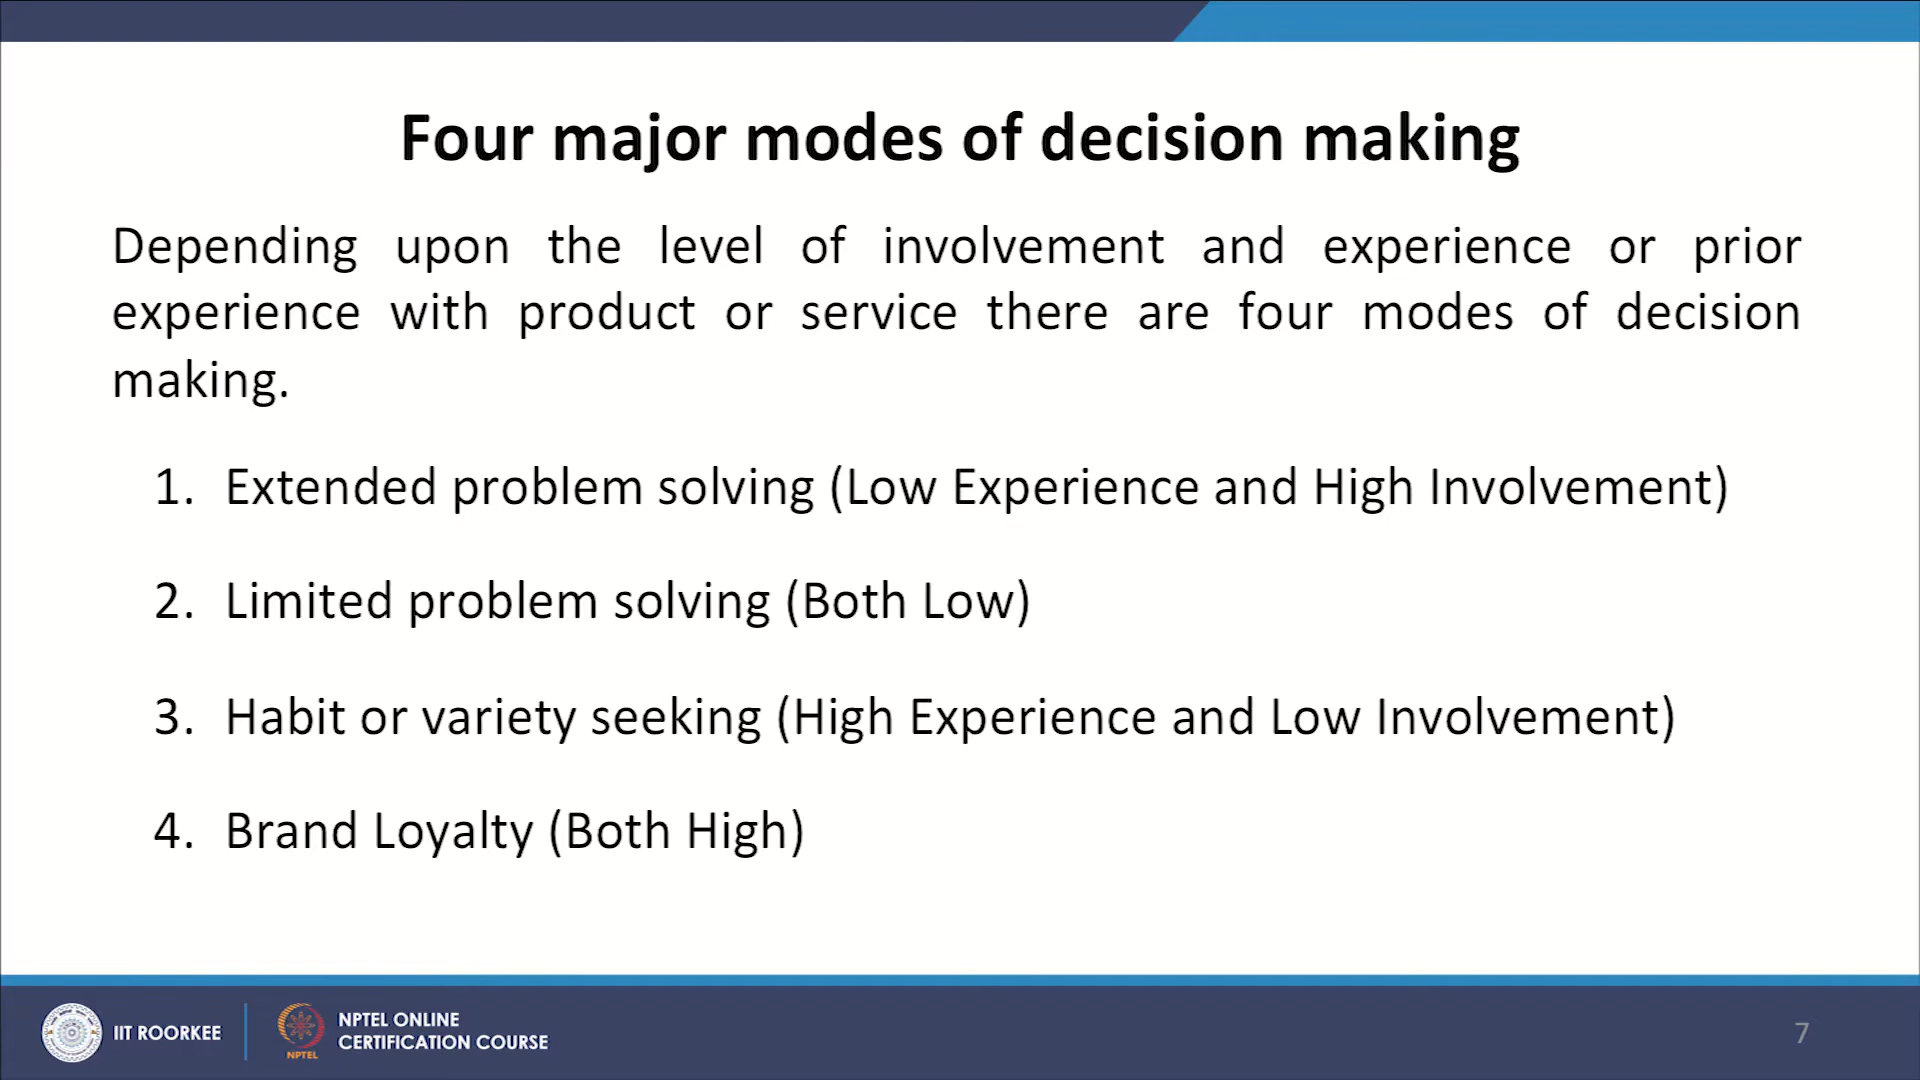 Four major modes of decision making
Depending upon the level of involvement and experience or prior
experience with product or service there are four modes of decision
making.
1. Extended problem solving (Low Experience and High Involvement)
2. Limited problem solving (Both Low)
3. Habit or variety seeking (High Experience and Low Involvement)
4. Brand Loyalty (Both High)
IIT ROORKEE
NPTEL
NPTEL ONLINE
CERTIFICATION COURSE
7